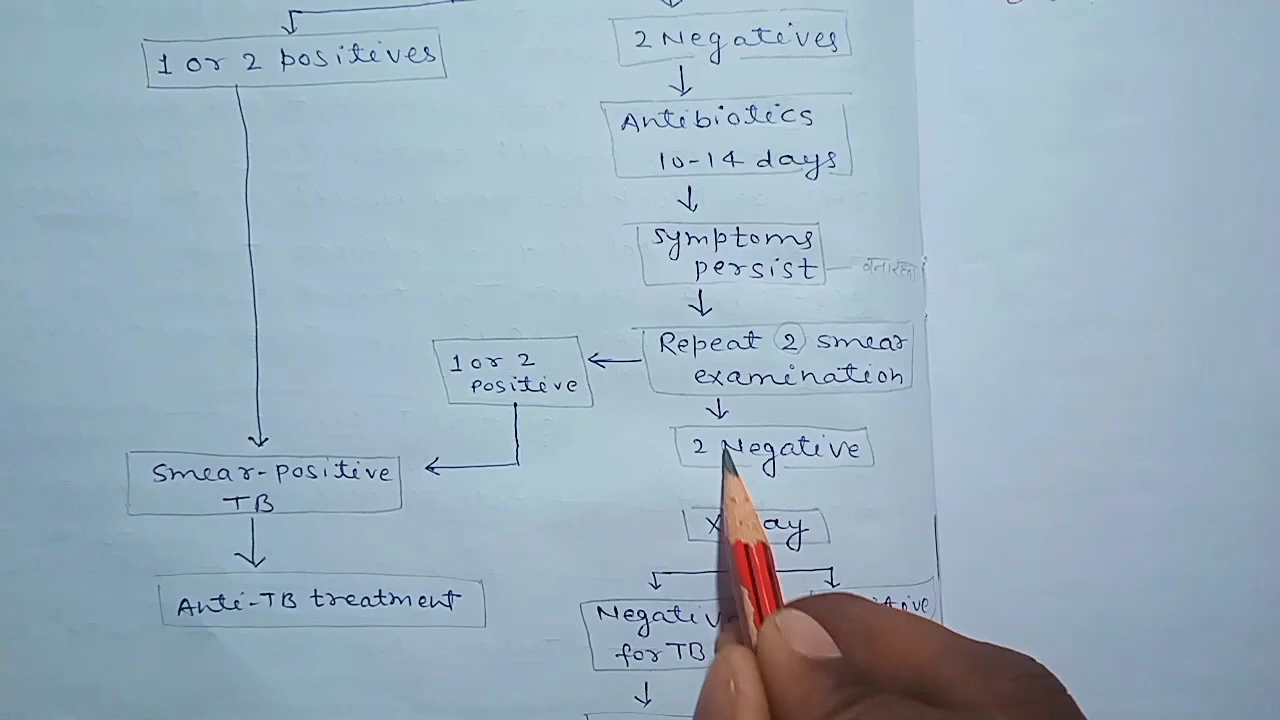 1 or 2 positives
2 Negatives
Antibiotics
10-14 days
Symptoms
persist
Repeat 2 smear
examination
1 or 2
positive
2 Negative
Smear-positive
TB
Anti-TB treatment
for TB